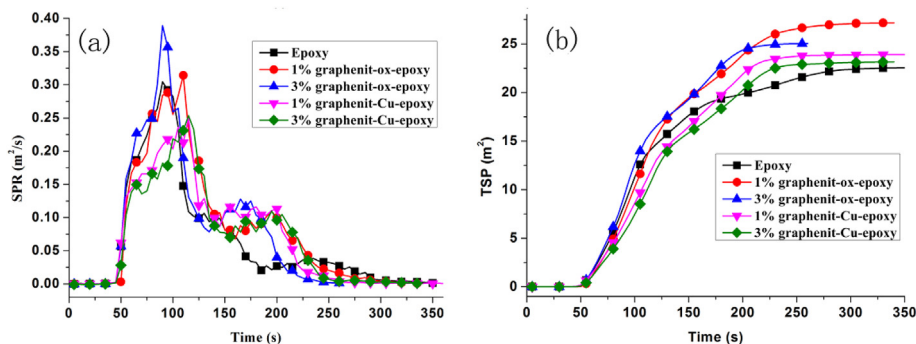 (a)
SPR (m²/s)
0.40
0.35
0.30
0.25
0.20
0.15
0.10
0.05
0.00
Epoxy
1% graphenit-ox-epoxy
3% graphenit-ox-epoxy
1% graphenit-Cu-epoxy
3% graphenit-Cu-epoxy
0 50 100 150 200 250 300 350
Time (s)
(b)
TSP (m²)
25
20
15
10
5
0
Epoxy
1% graphenit-ox-epoxy
3% graphenit-ox-epoxy
1% graphenit-Cu-epoxy
3% graphenit-Cu-epoxy
0 50 100 150 200 250 300 350
Time (s)